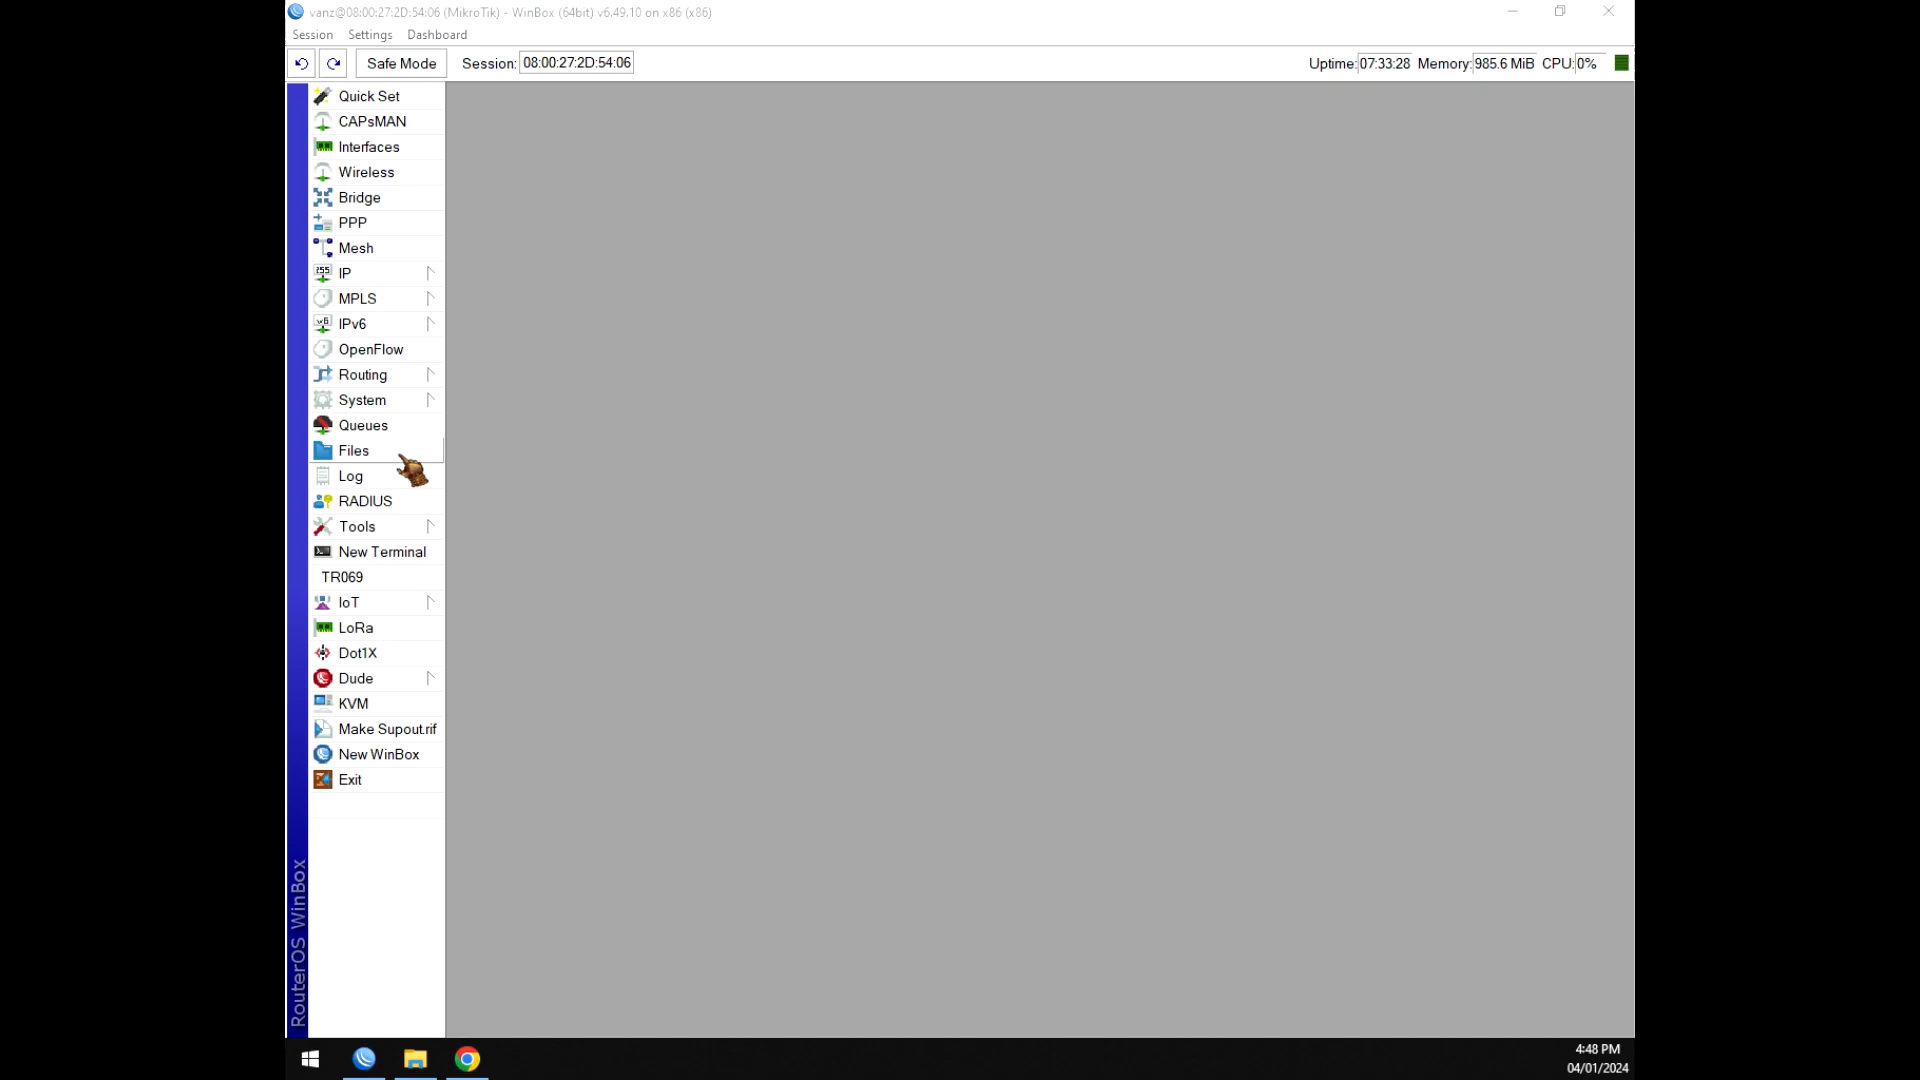 vanz@08:00:27:2D:54:06 (MikroTik) - WinBox (64bit) v6.49.10 on x86 (x86)
Session Settings Dashboard
Safe Mode Session: 08:00:27:2D:54:06 Uptime: 07:33:28 Memory: 985.6 MiB CPU: 0%
Quick Set
CAPsMAN
Interfaces
Wireless
Bridge
PPP
Mesh
255 IP
MPLS
v6 IPv6
OpenFlow
Routing
System
Queues
Files
Log
RADIUS
Tools
New Terminal
TR069
IoT
LoRa
Dot1X
Dude
KVM
Make Supout.rif
New WinBox
Exit
RouterOS WinBox
4:48 PM
04/01/2024